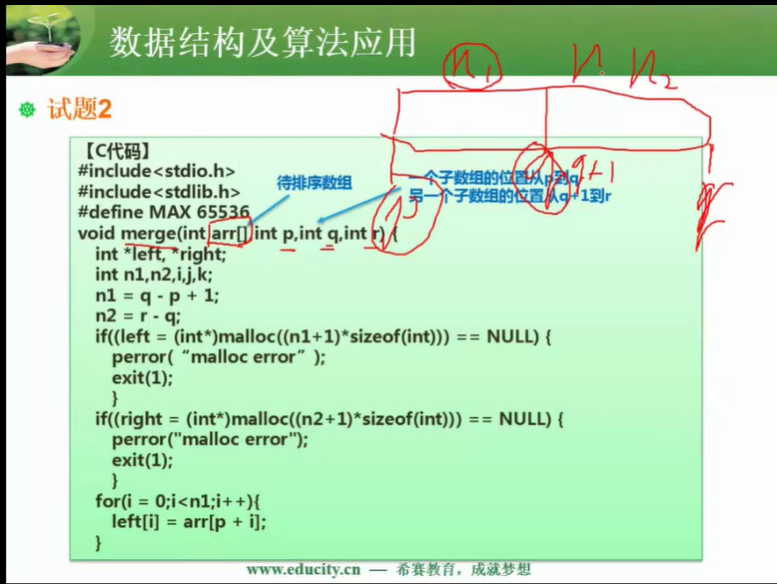 数据结构及算法应用
试题2
n1
n
n2
【C代码】
#include<stdio.h>
#include<stdlib.h>
#define MAX 65536
待排序数组
一个子数组的位置从p到q
另一个子数组的位置从q+1到r
q+1
void merge(int arr[] int p,int q,int r) {
int *left, *right;
int n1,n2,i,j,k;
n1 = q - p + 1;
n2 = r - q;
if((left = (int*)malloc((n1+1)*sizeof(int))) == NULL) {
perror( “malloc error” );
exit(1);
}
if((right = (int*)malloc((n2+1)*sizeof(int))) == NULL) {
perror("malloc error");
exit(1);
}
for(i = 0;i<n1;i++){
left[i] = arr[p + i];
}
www.educity.cn — 希赛教育，成就梦想